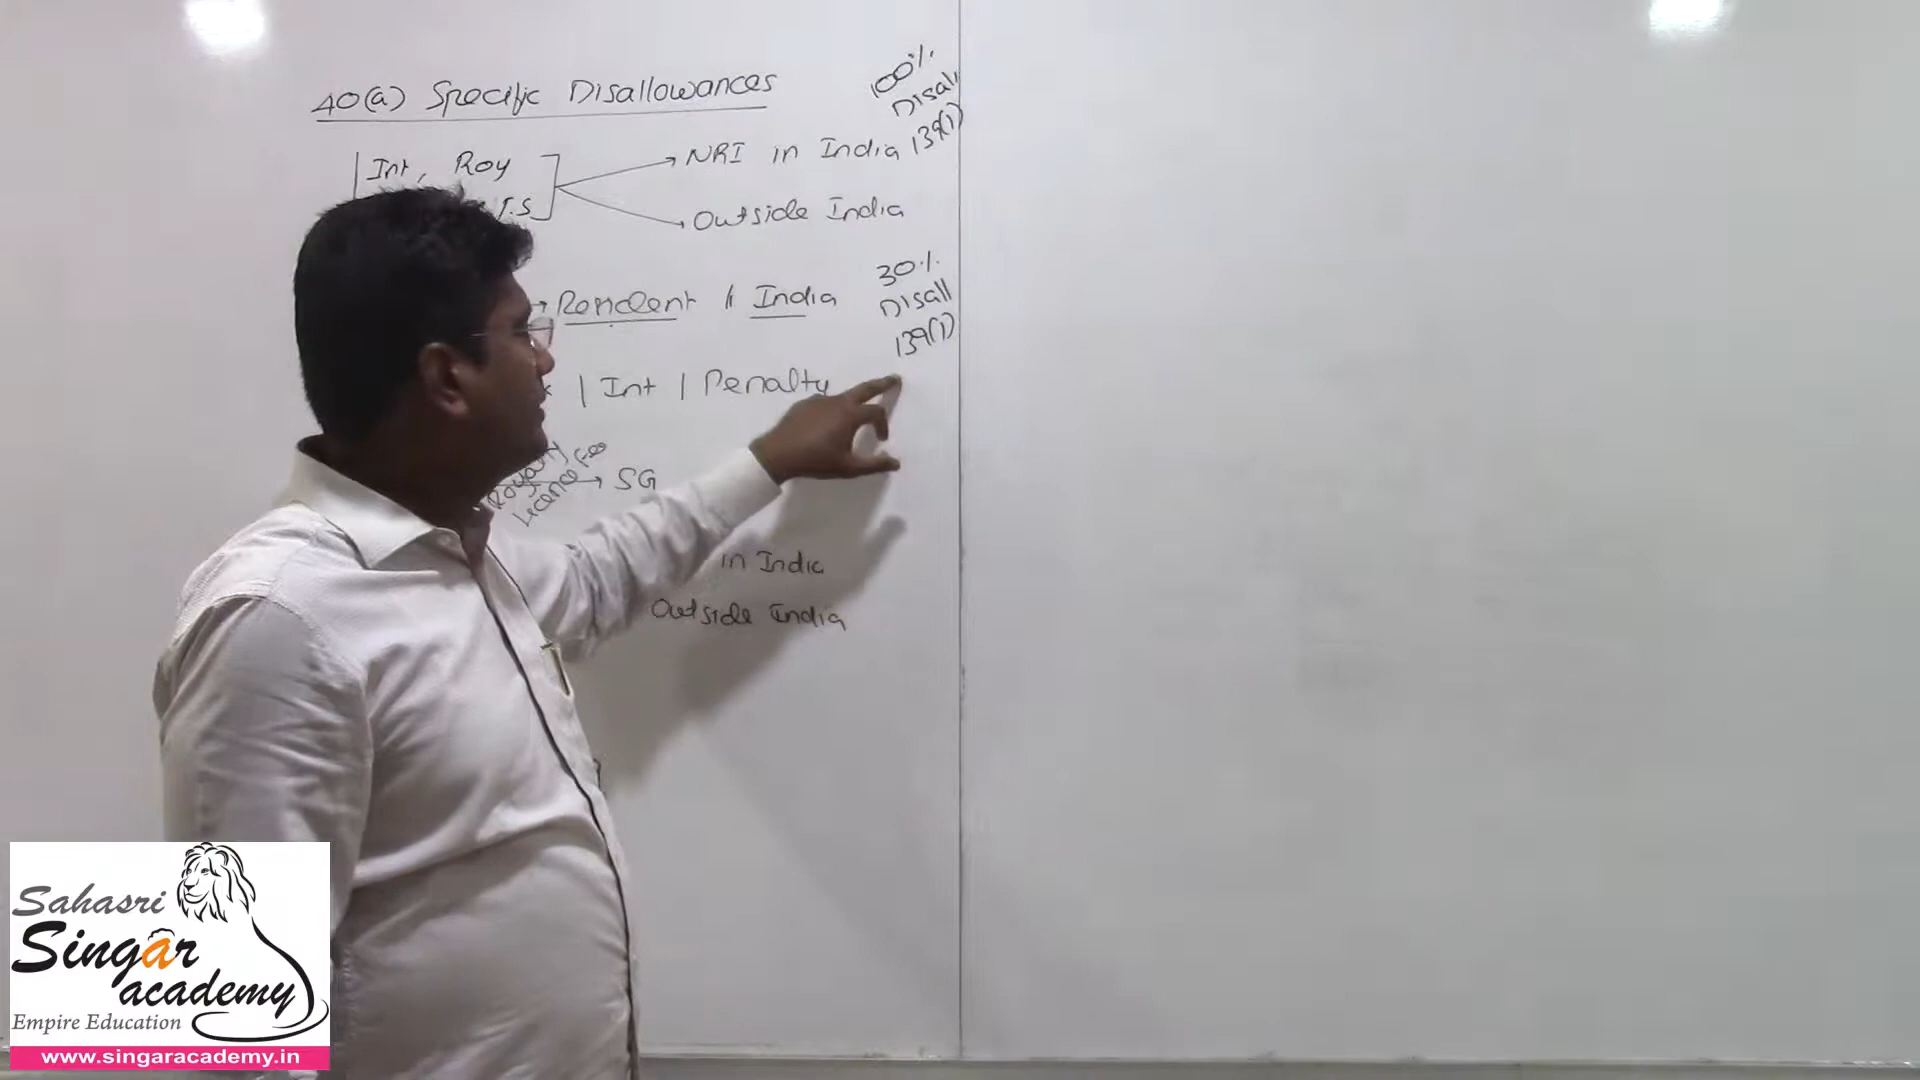 40(a) Specific Disallowances
100%
Disall
139(1)
Int, Roy
T.S
NRI in India
Outside India
30%
Disall
139(1)
Resident India
| Int | Penalty
Royalty
Licence Fee
SG
in India
Outside India
Sahasri
Singar
academy
Empire Education
www.singaracademy.in